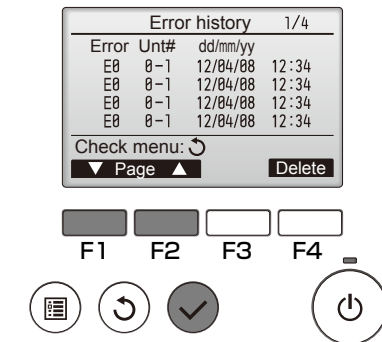 Error history 1/4
Error Unt# dd/mm/yy
E0 0-1 12/04/08 12:34
E0 0-1 12/04/08 12:34
E0 0-1 12/04/08 12:34
E0 0-1 12/04/08 12:34
Check menu:
▼ Page ▲ Delete
F1 F2 F3 F4